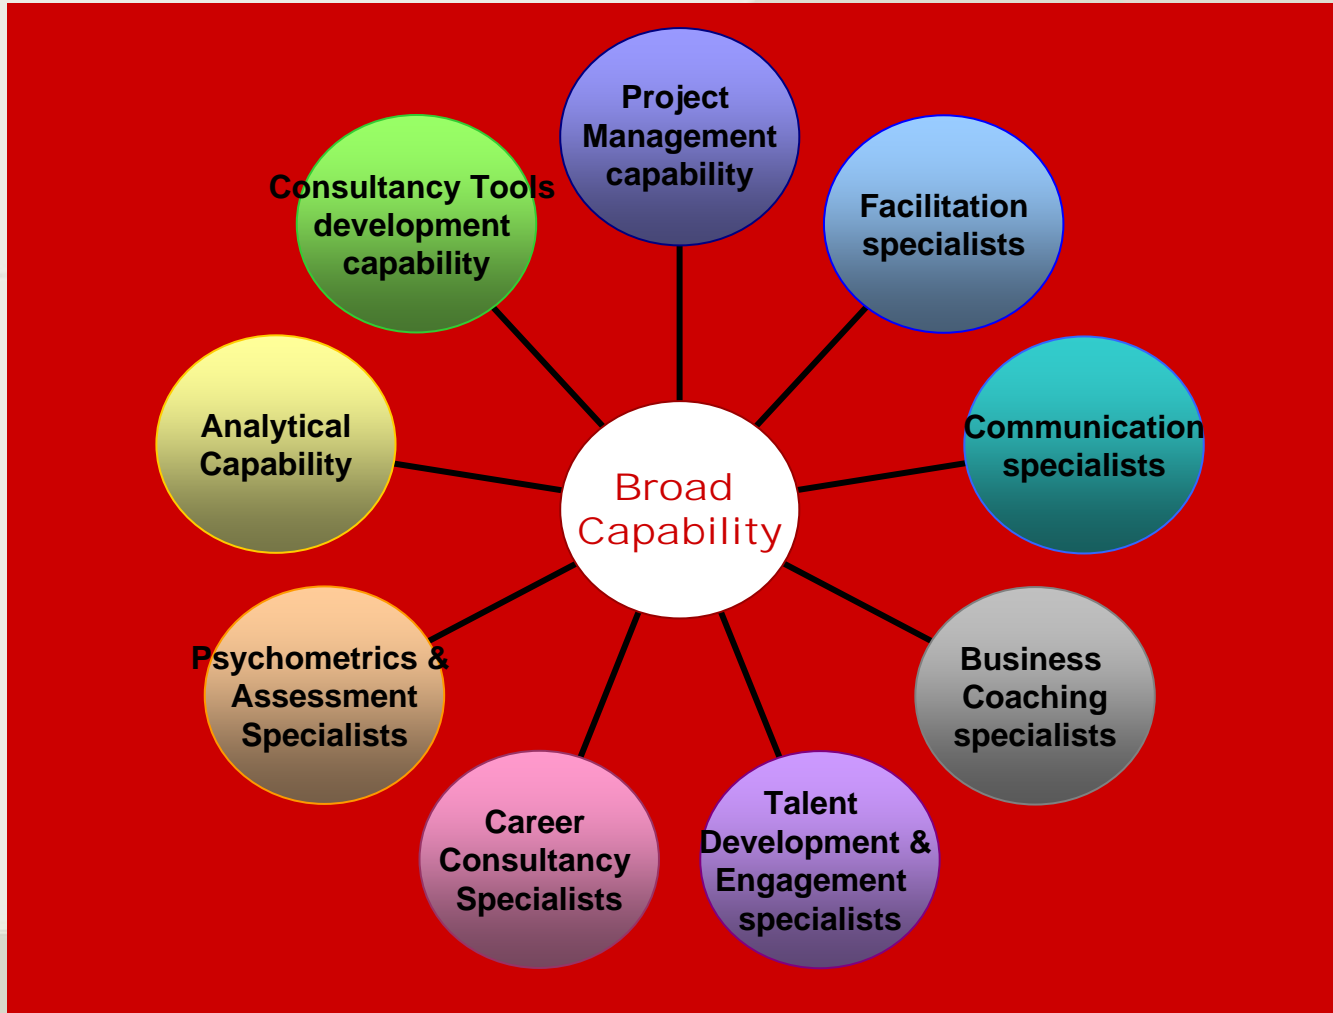 Project
Management
capability
Facilitation
specialists
Communication
specialists
Business
Coaching
specialists
Talent
Development &
Engagement
specialists
Career
Consultancy
Specialists
Psychometrics &
Assessment
Specialists
Analytical
Capability
Consultancy Tools
development
capability
Broad
Capability